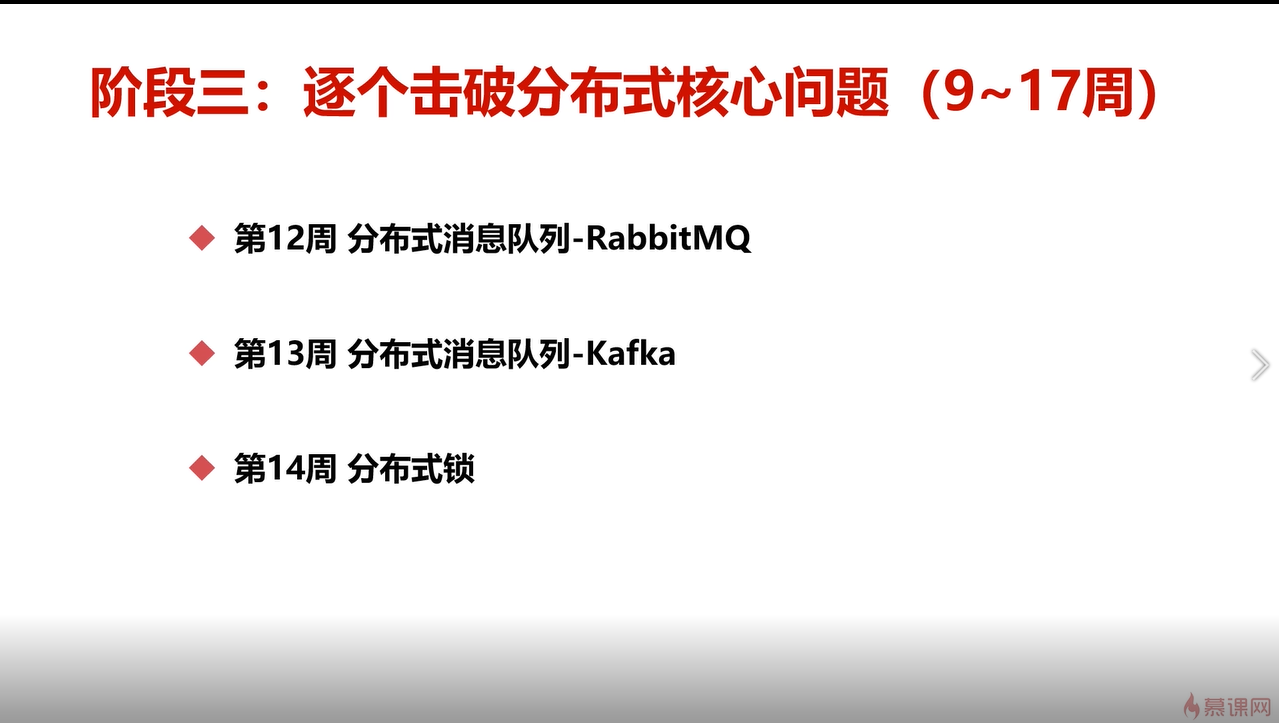 阶段三：逐个击破分布式核心问题（9~17周）
第12周 分布式消息队列-RabbitMQ
第13周 分布式消息队列-Kafka
第14周 分布式锁
慕课网